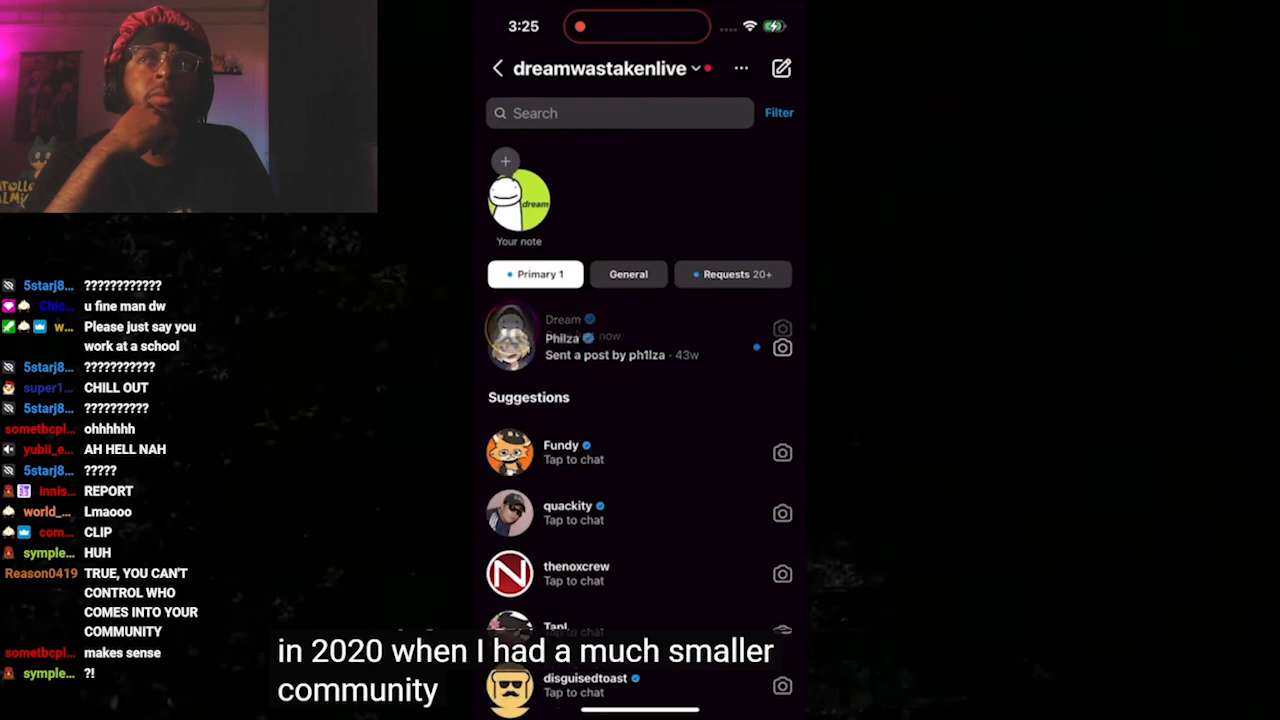 3:25
dreamwastakenlive
Search
Filter
dream
Your note
Primary 1
General
Requests 20+
Dream
now
Philza
Sent a post by ph1lza · 43w
Suggestions
Fundy
Tap to chat
quackity
Tap to chat
thenoxcrew
Tap to chat
TapL
Tap to chat
disguisedtoast
Tap to chat
5starj8... ????????????
Chic... u fine man dw
w... Please just say you
work at a school
5starj8... ???????????
super1... CHILL OUT
5starj8... ??????????
sometbcpl... ohhhhhh
yubli_e... AH HELL NAH
5starj8... ?????
innis... REPORT
world_... Lmaooo
com... CLIP
symple... HUH
Reason0419 TRUE, YOU CAN'T
CONTROL WHO
COMES INTO YOUR
COMMUNITY
sometbcpl... makes sense
symple... ?!
in 2020 when I had a much smaller
community